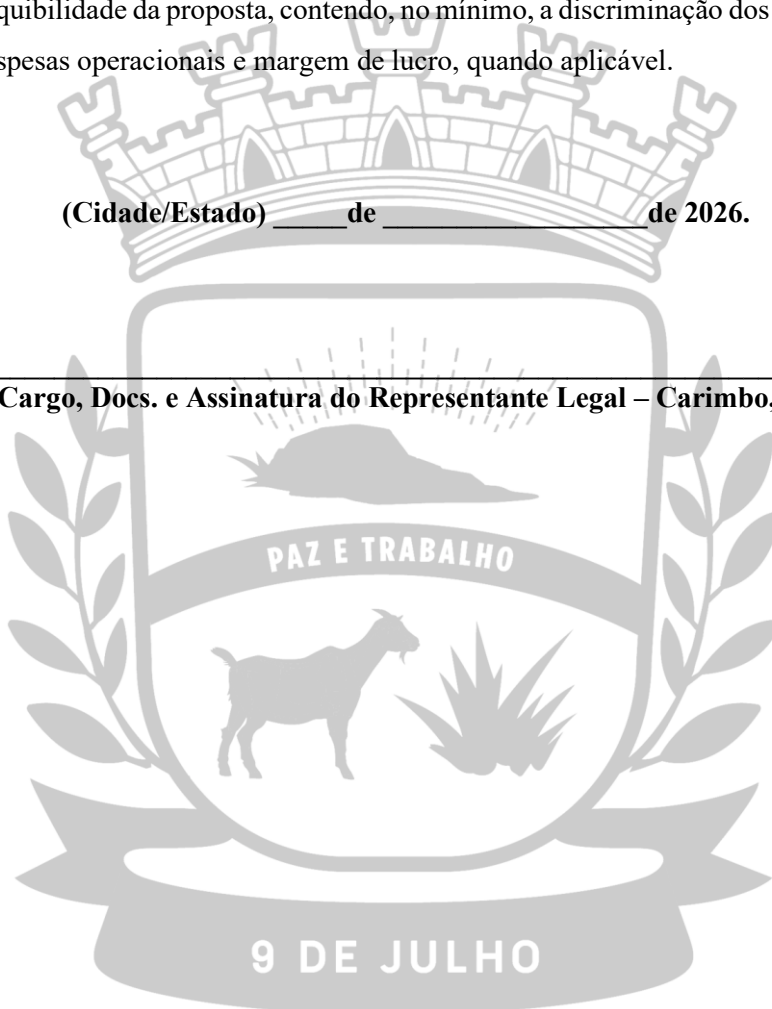 quibilidade da proposta, contendo, no mínimo, a discriminação dos
spesas operacionais e margem de lucro, quando aplicável.
(Cidade/Estado) _____de __________________de 2026.
Cargo, Docs. e Assinatura do Representante Legal – Carimbo,
PAZ E TRABALHO
9 DE JULHO